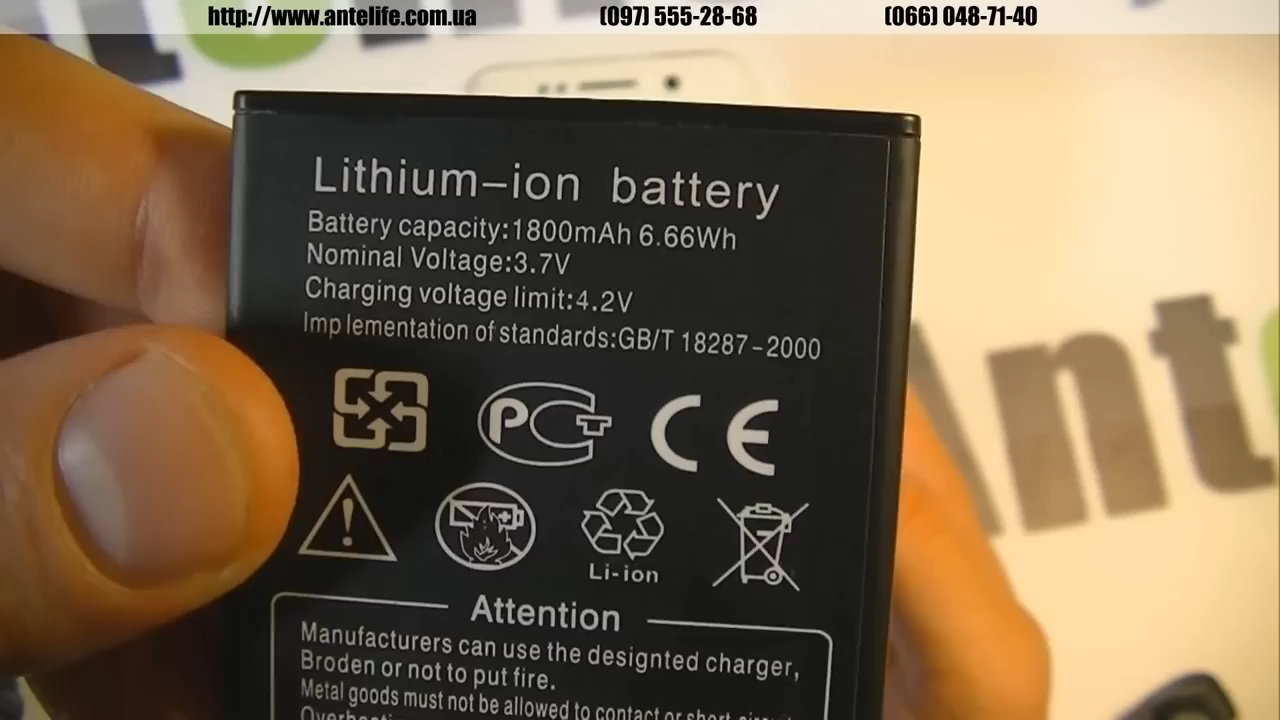 http://www.antelife.com.ua (097) 555-28-68 (066) 048-71-40
Lithium-ion battery
Battery capacity:1800mAh 6.66Wh
Nominal Voltage:3.7V
Charging voltage limit:4.2V
Implementation of standards:GB/T 18287-2000
PCT CE
Li-ion
Attention
Manufacturers can use the designted charger,
Broden or not to put fire.
Metal goods must not be allowed to contact or short
Ant